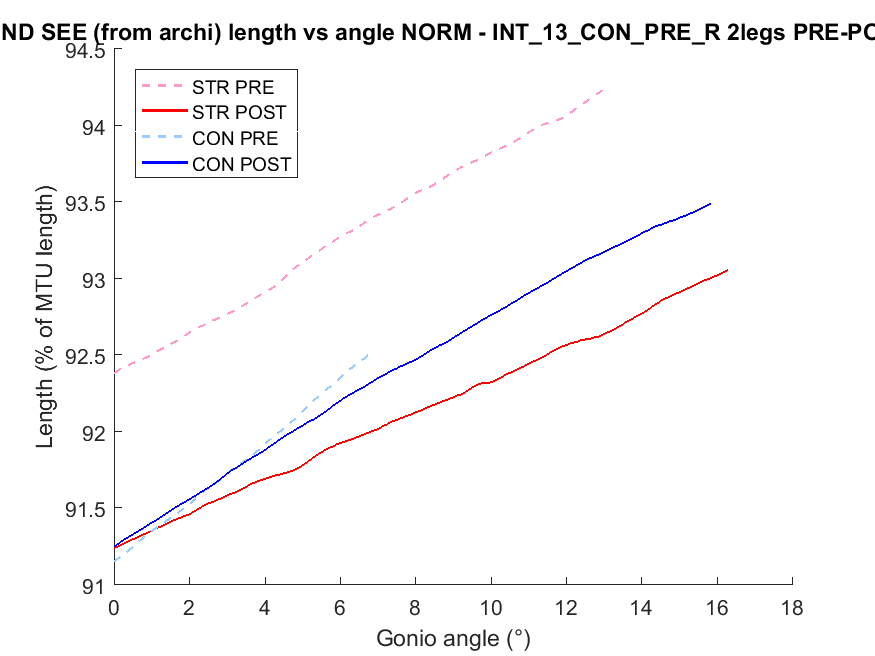 ND SEE (from archi) length vs angle NORM - INT_13_CON_PRE_R 2legs PRE-PO
94.5
94
93.5
93
92.5
92
91.5
91
Length (% of MTU length)
STR PRE
STR POST
CON PRE
CON POST
0 2 4 6 8 10 12 14 16 18
Gonio angle (°)